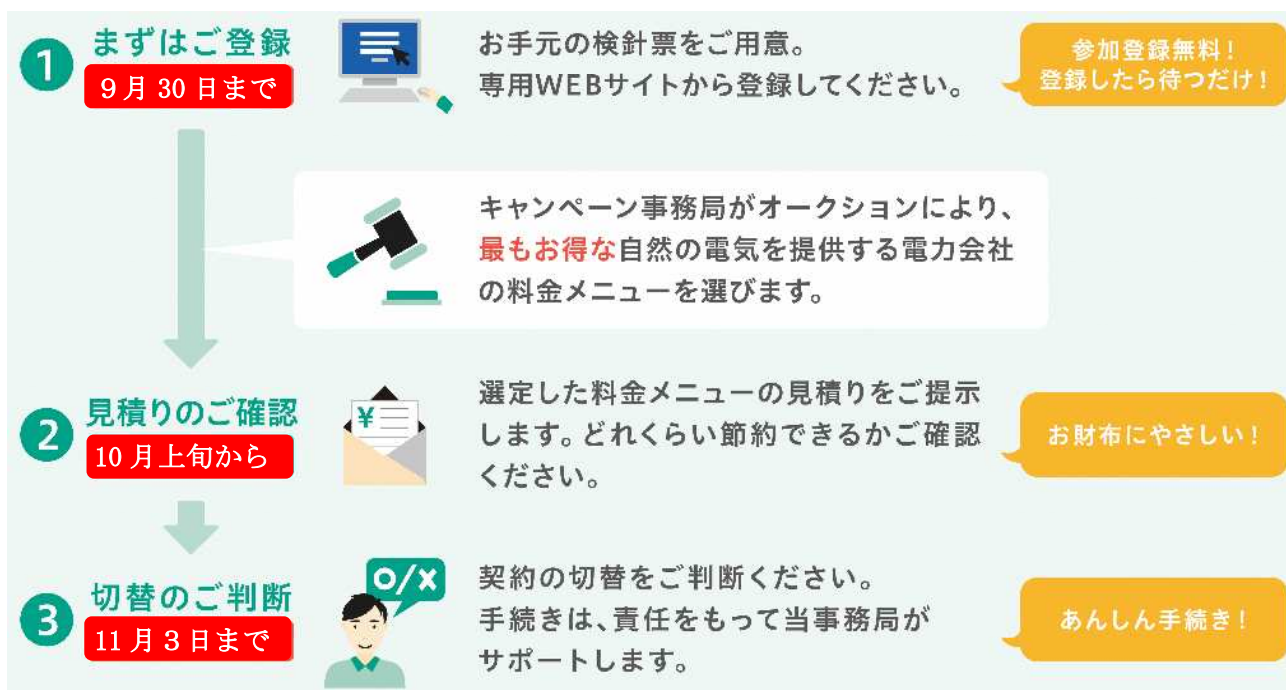 1 まずはご登録
9月30日まで
お手元の検針票をご用意。
専用WEBサイトから登録してください。
参加登録無料！
登録したら待つだけ！
キャンペーン事務局がオークションにより、
最もお得な自然の電気を提供する電力会社
の料金メニューを選びます。
2 見積りのご確認
10月上旬から
¥
選定した料金メニューの見積りをご提示
します。どれくらい節約できるかご確認
ください。
お財布にやさしい！
3 切替のご判断
11月3日まで
O/X
契約の切替をご判断ください。
手続きは、責任をもって当事務局が
サポートします。
あんしん手続き！